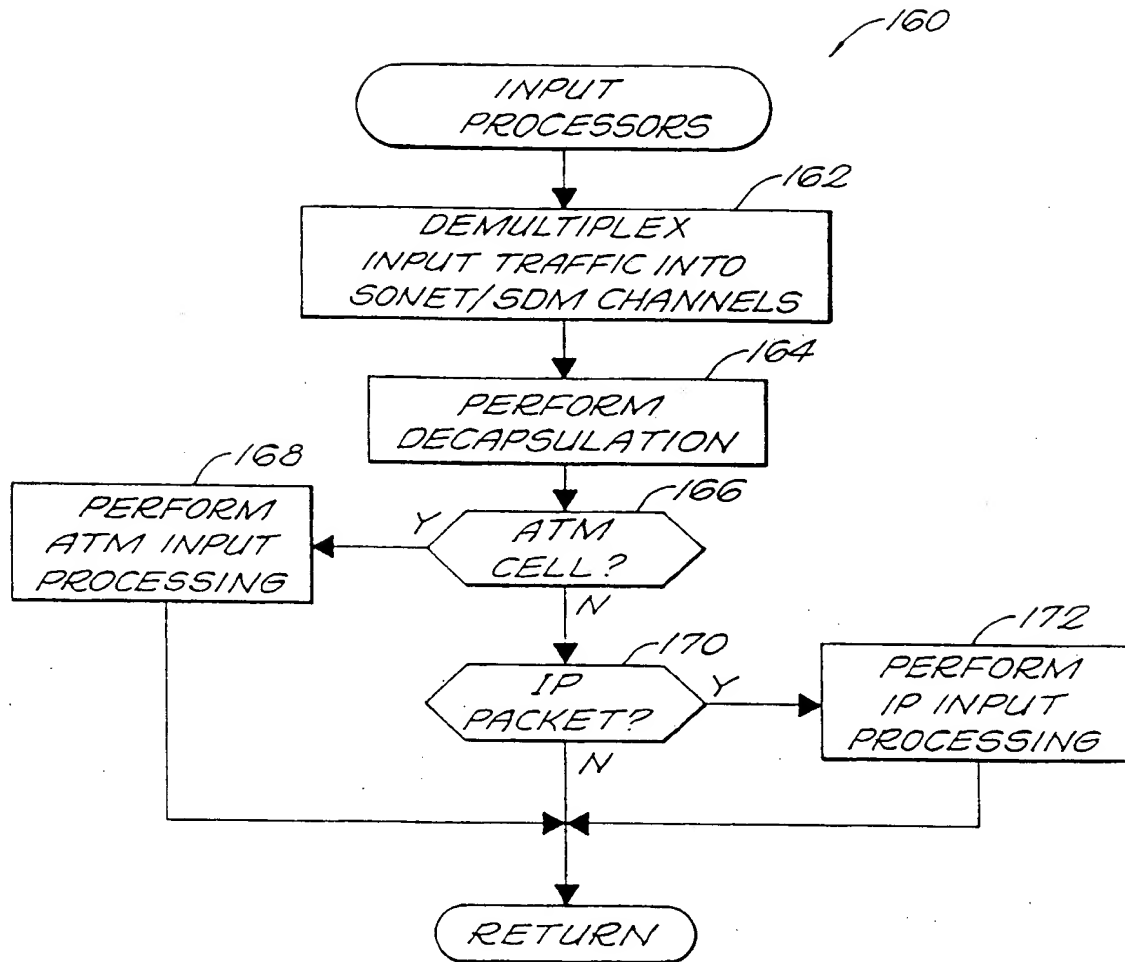 160
INPUT
PROCESSORS
162
DEMULTIPLEX
INPUT TRAFFIC INTO
SONET/SDM CHANNELS
164
PERFORM
DECAPSULATION
168
PERFORM
ATM INPUT
PROCESSING
Y
166
ATM
CELL?
N
170
IP
PACKET?
Y
N
172
PERFORM
IP INPUT
PROCESSING
RETURN